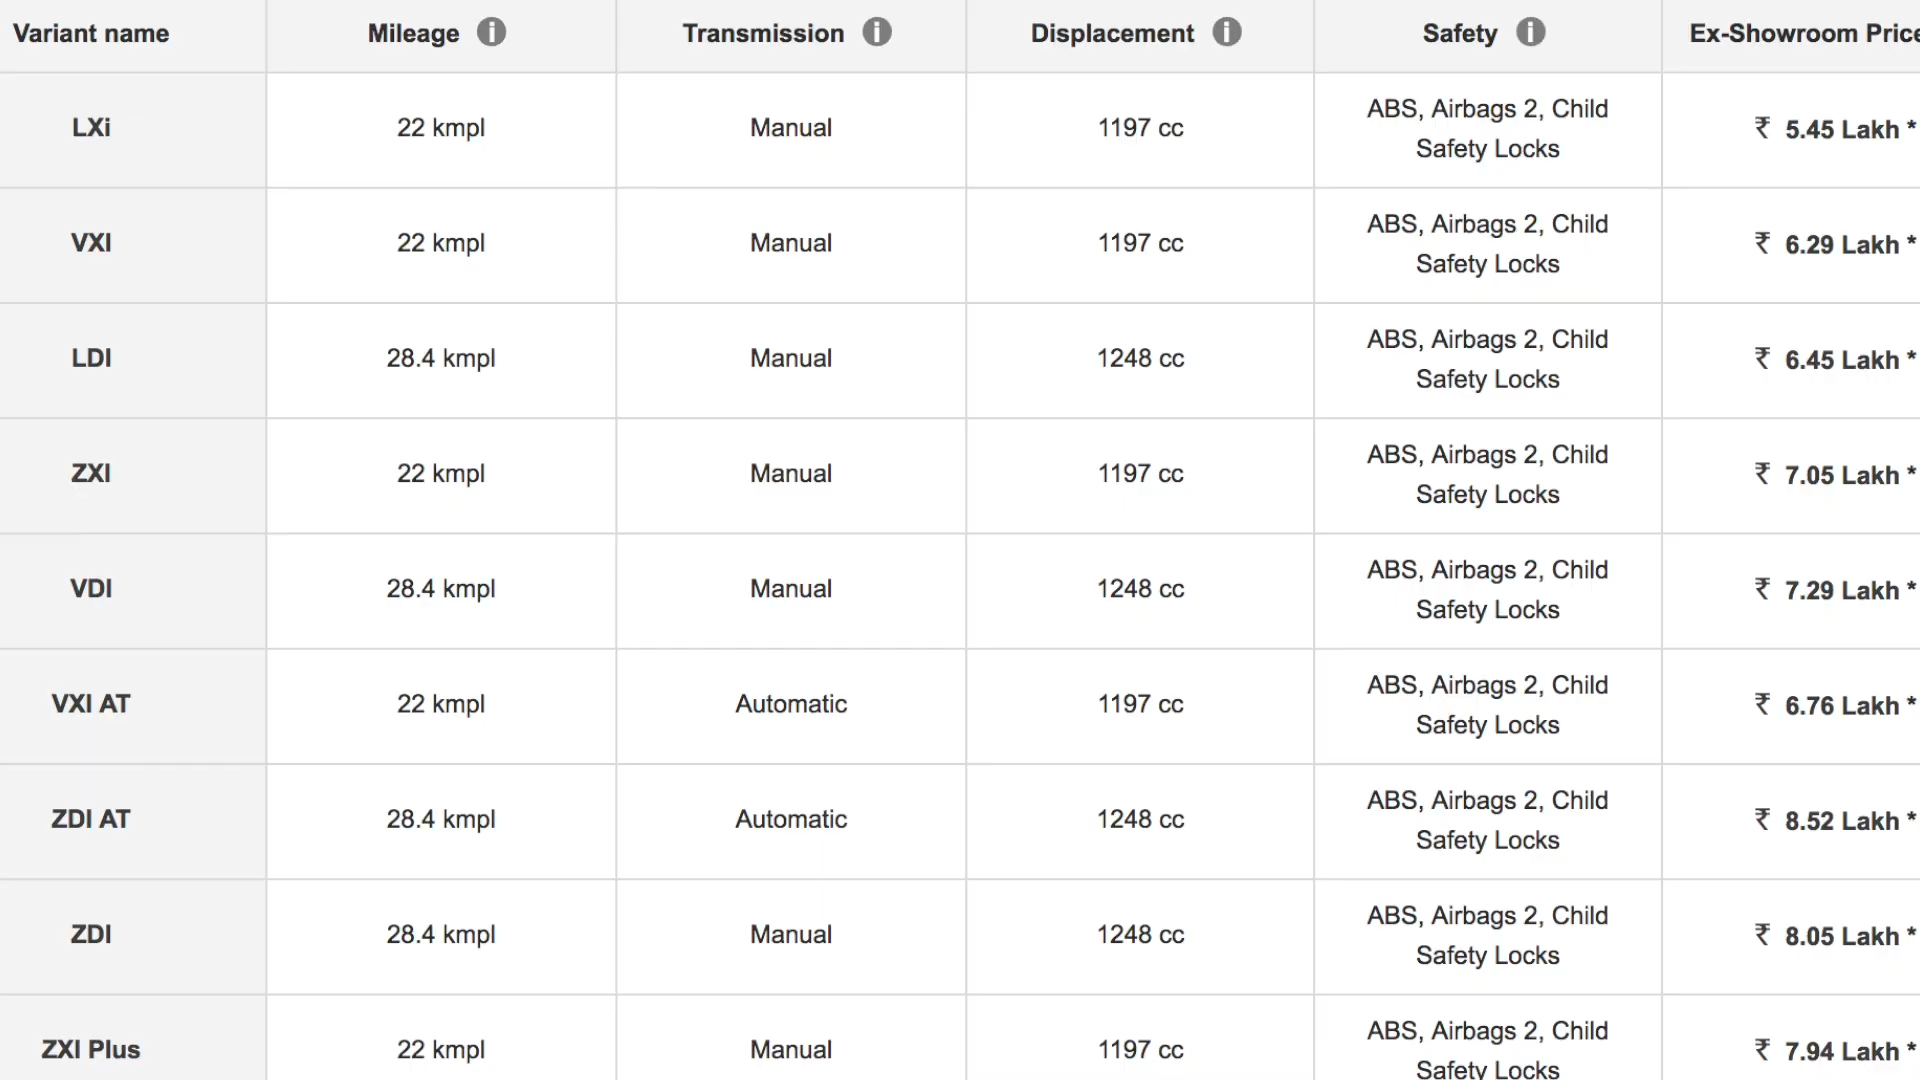 Variant name Mileage Transmission Displacement Safety Ex-Showroom Price
LXi 22 kmpl Manual 1197 cc ABS, Airbags 2, Child Safety Locks ₹ 5.45 Lakh *
VXI 22 kmpl Manual 1197 cc ABS, Airbags 2, Child Safety Locks ₹ 6.29 Lakh *
LDI 28.4 kmpl Manual 1248 cc ABS, Airbags 2, Child Safety Locks ₹ 6.45 Lakh *
ZXI 22 kmpl Manual 1197 cc ABS, Airbags 2, Child Safety Locks ₹ 7.05 Lakh *
VDI 28.4 kmpl Manual 1248 cc ABS, Airbags 2, Child Safety Locks ₹ 7.29 Lakh *
VXI AT 22 kmpl Automatic 1197 cc ABS, Airbags 2, Child Safety Locks ₹ 6.76 Lakh *
ZDI AT 28.4 kmpl Automatic 1248 cc ABS, Airbags 2, Child Safety Locks ₹ 8.52 Lakh *
ZDI 28.4 kmpl Manual 1248 cc ABS, Airbags 2, Child Safety Locks ₹ 8.05 Lakh *
ZXI Plus 22 kmpl Manual 1197 cc ABS, Airbags 2, Child Safety Locks ₹ 7.94 Lakh *